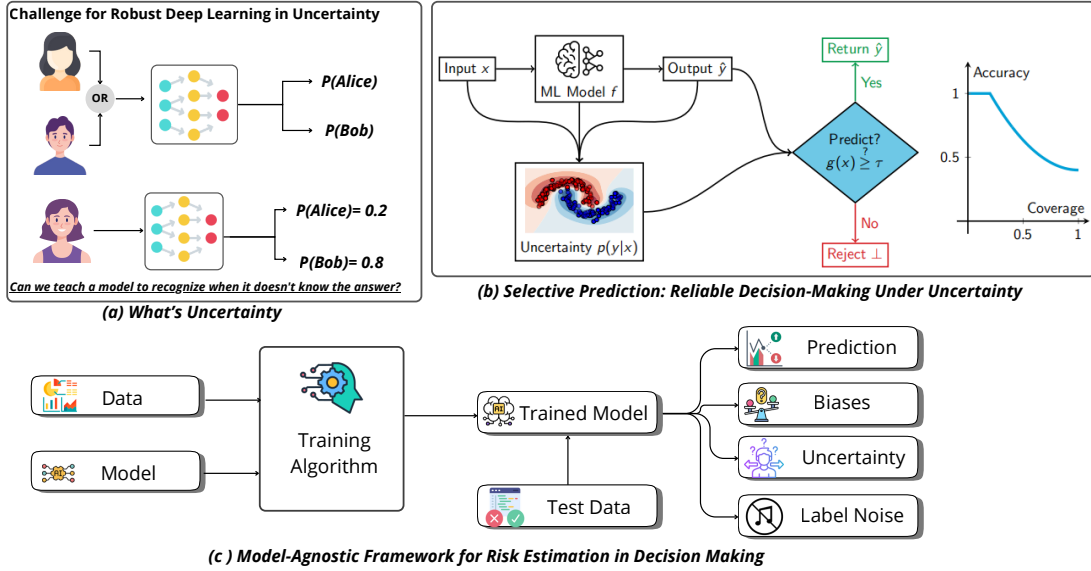 Challenge for Robust Deep Learning in Uncertainty
OR
P(Alice)
P(Bob)
P(Alice)= 0.2
P(Bob)= 0.8
Can we teach a model to recognize when it doesn't know the answer?
(a) What's Uncertainty
Input x
ML Model f
Output ŷ
Uncertainty p(y|x)
Return ŷ
Yes
Predict?
g(x) ≥? τ
No
Reject ⊥
Accuracy
1
0.5
Coverage
0.5
1
(b) Selective Prediction: Reliable Decision-Making Under Uncertainty
Data
Model
Training
Algorithm
AI
AI
Trained Model
Test Data
Prediction
Biases
Uncertainty
Label Noise
(c ) Model-Agnostic Framework for Risk Estimation in Decision Making